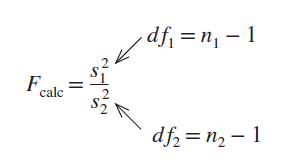 df₁ = n₁ − 1
F_calc = s₁² / s₂²
df₂ = n₂ − 1